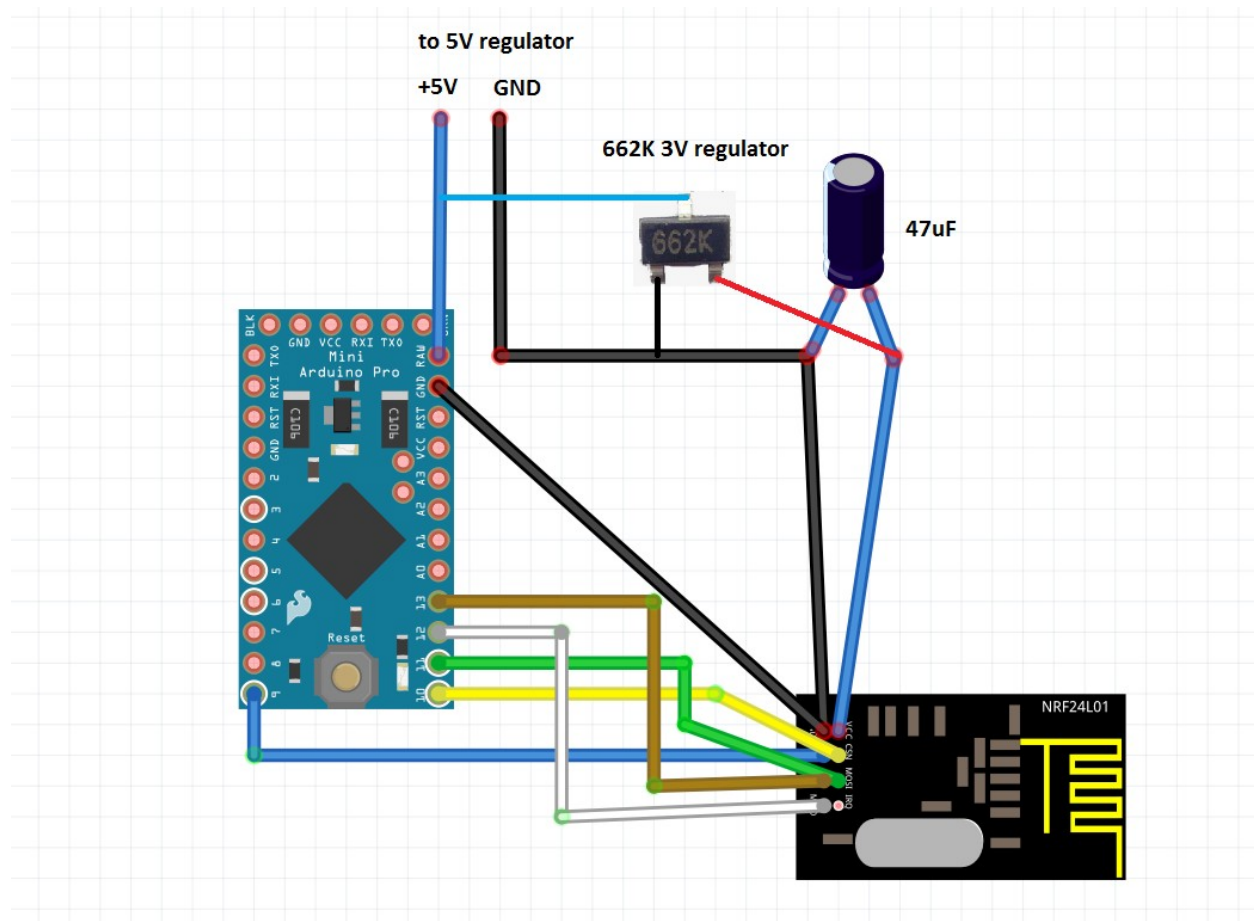 to 5V regulator
+5V GND
662K 3V regulator
662K
47uF
BLK
GND VCC RXI TXO
Mini
Arduino Pro
TXO
RXI
RST
GND
2
3
4
5
6
7
8
9
C106
C106
RAW
GND
RST
VCC
A3
A2
A1
A0
13
12
11
10
Reset
NRF24L01
VCC
CSN
MOSI
IRQ